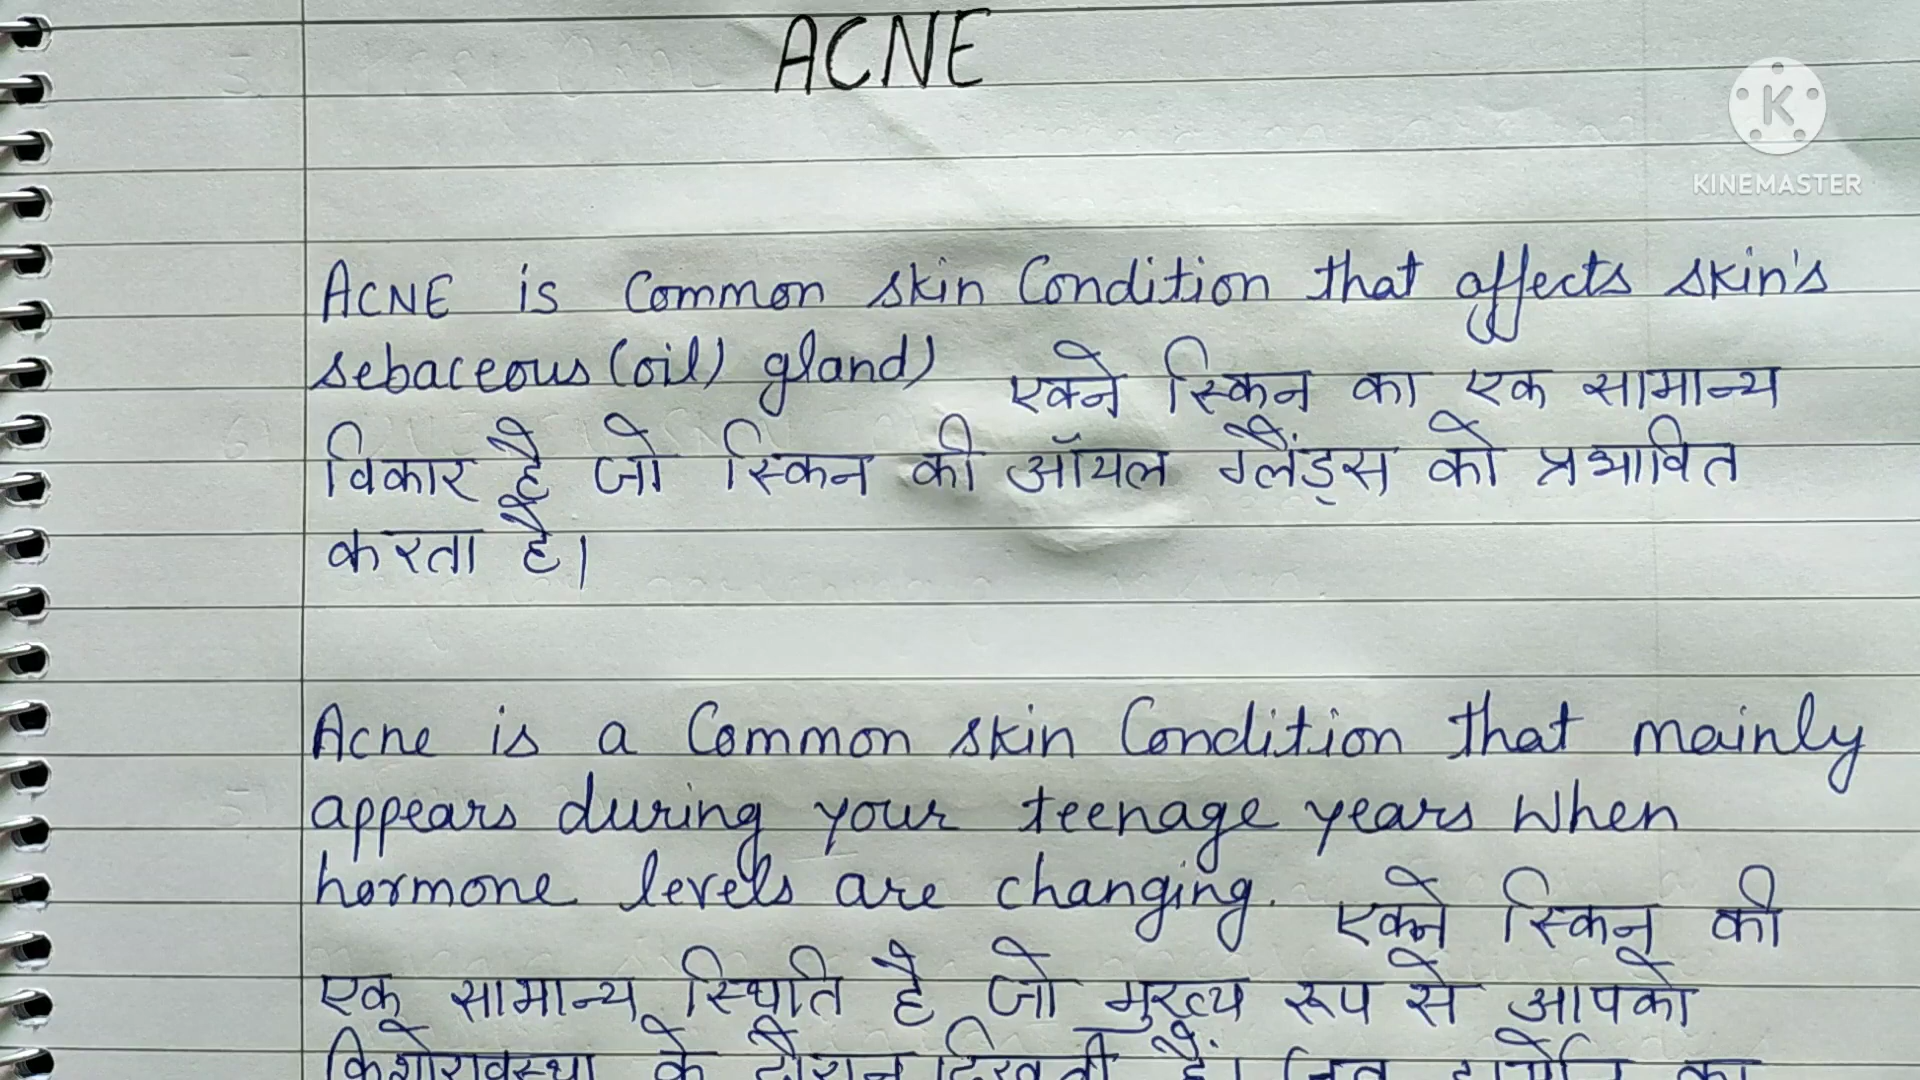 ACNE
K
KINEMASTER
ACNE is Common skin Condition that affects skin's
sebaceous (oil) gland) एक्ने स्किन का एक सामान्य
विकार है जो स्किन की ऑयल ग्लैंड्स को प्रभावित
करता है।
Acne is a Common skin Condition that mainly
appears during your teenage years when
hormone levels are changing. एक्ने स्किन की
एक सामान्य स्थिति है जो मुख्य रूप से आपको
किशोरावस्था के दौरान दिखती हैं।